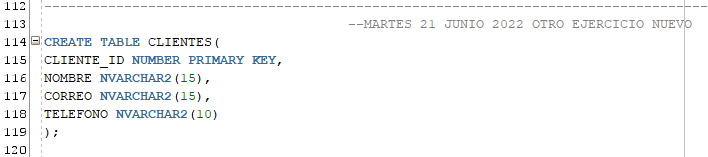 112 --------------------------------------------------------------------------------
113 --MARTES 21 JUNIO 2022 OTRO EJERCICIO NUEVO
114 CREATE TABLE CLIENTES(
115 CLIENTE_ID NUMBER PRIMARY KEY,
116 NOMBRE NVARCHAR2(15),
117 CORREO NVARCHAR2(15),
118 TELEFONO NVARCHAR2(10)
119 );
120